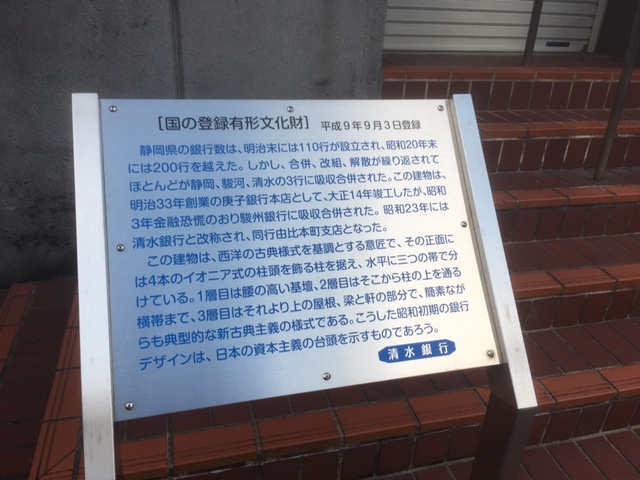 [国の登録有形文化財] 平成9年9月3日登録
静岡県の銀行数は、明治末には110行が設立され、昭和20年末
には200行を越えた。しかし、合併、改組、解散が繰り返されて
ほとんどが静岡、駿河、清水の3行に吸収合併された。この建物は、
明治33年創業の庚子銀行本店として、大正14年竣工したが、昭和
3年金融恐慌のおり駿州銀行に吸収合併された。昭和23年には
清水銀行と改称され、同行由比本町支店となった。
この建物は、西洋の古典様式を基調とする意匠で、その正面に
は4本のイオニア式の柱頭を飾る柱を据え、水平に三つの帯で分
けている。1層目は腰の高い基壇、2層目はそこから柱の上を通る
横帯まで、3層目はそれより上の屋根、梁と軒の部分で、簡素なが
らも典型的な新古典主義の様式である。こうした昭和初期の銀行
デザインは、日本の資本主義の台頭を示すものであろう。
清水銀行